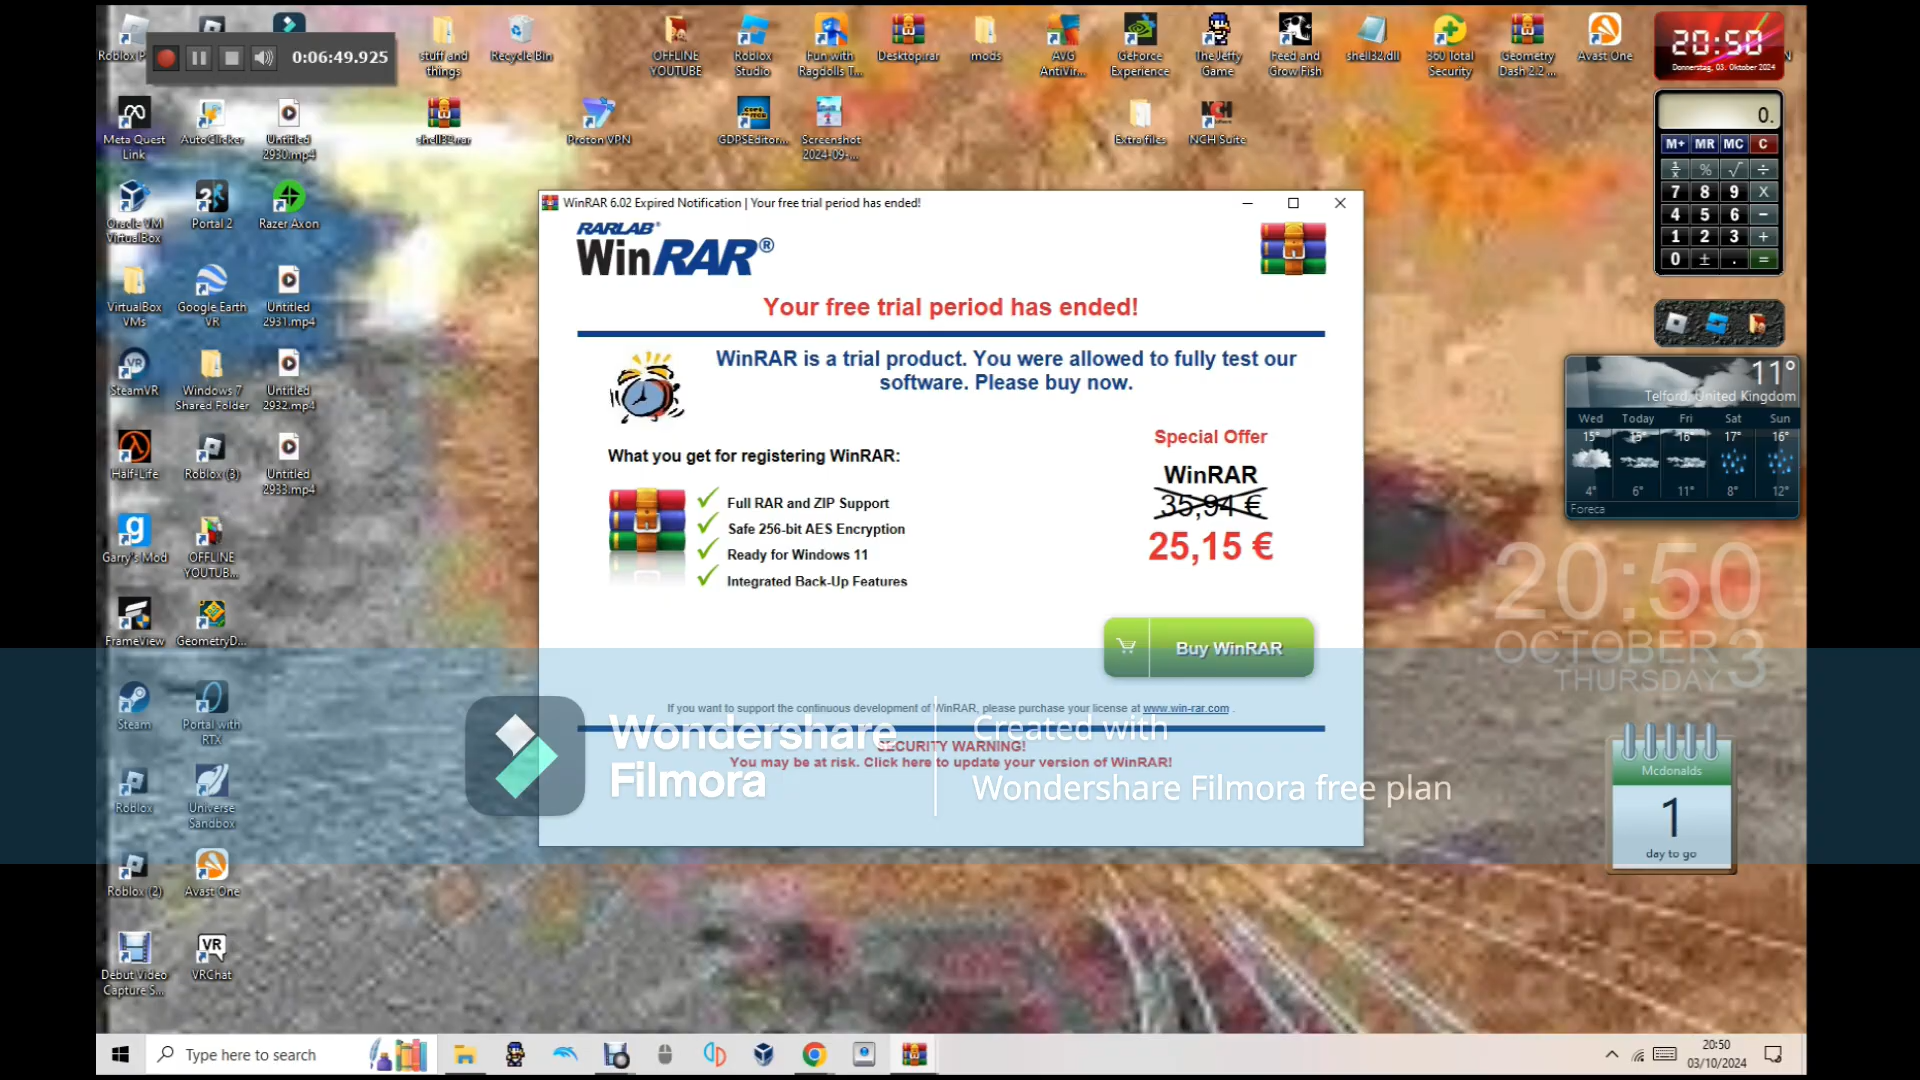 0:06:49.925
Roblox P
stuff and
things
Recycle Bin
OFFLINE
YOUTUBE
Roblox
Studio
Fun with
Ragdolls T...
Desktop.rar
mods
AVG
AntiVir...
GeForce
Experience
TheJeffy
Game
Feed and
Grow Fish
shell32.dll
360 Total
Security
Geometry
Dash 2.2 ...
Avast One
20:50
Donnerstag, 03. Oktober 2024
Meta Quest
Link
AutoClicker
Untitled
2930.mp4
shell32.rar
Proton VPN
GDPSEditor...
Screenshot
2024-09-...
Extra files
NCH Suite
0.
M+ MR MC C
1/x % √ ÷
7 8 9 X
4 5 6 −
1 2 3 +
0 ± . =
Oracle VM
VirtualBox
Portal 2
Razer Axon
VirtualBox
VMs
Google Earth
VR
Untitled
2931.mp4
SteamVR
Windows 7
Shared Folder
Untitled
2932.mp4
Half-Life
Roblox (3)
Untitled
2933.mp4
Garry's Mod
OFFLINE
YOUTUB...
FrameView
GeometryD...
Steam
Portal with
RTX
Roblox
Universe
Sandbox
Roblox (2)
Avast One
Debut Video
Capture S...
VR
VRChat
WinRAR 6.02 Expired Notification | Your free trial period has ended!
RARLAB®
WinRAR®
Your free trial period has ended!
WinRAR is a trial product. You were allowed to fully test our
software. Please buy now.
What you get for registering WinRAR:
Full RAR and ZIP Support
Safe 256-bit AES Encryption
Ready for Windows 11
Integrated Back-Up Features
Special Offer
WinRAR
35,94 €
25,15 €
Buy WinRAR
If you want to support the continuous development of WinRAR, please purchase your license at www.win-rar.com .
SECURITY WARNING!
You may be at risk. Click here to update your version of WinRAR!
Wondershare
Filmora
Created with
Wondershare Filmora free plan
11°
Telford, United Kingdom
Wed Today Fri Sat Sun
15° 15° 16° 17° 16°
4° 6° 11° 8° 12°
Foreca
20:50
OCTOBER 3
THURSDAY
Mcdonalds
1
day to go
Type here to search
20:50
03/10/2024